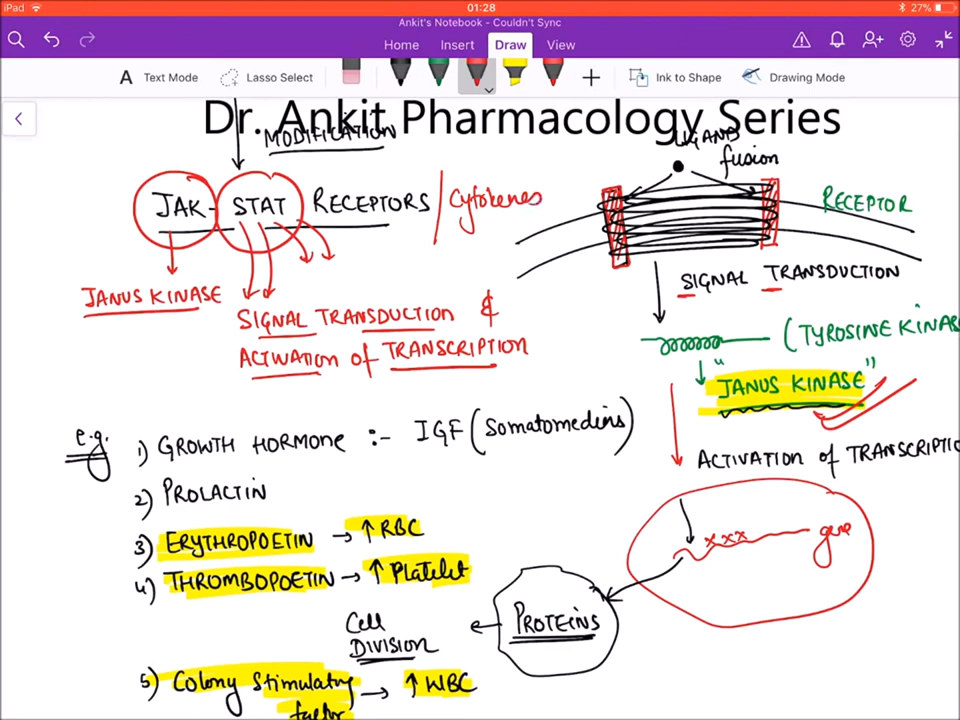 iPad
01:28
27%
Ankit's Notebook - Couldn't Sync
Home Insert Draw View
A Text Mode Lasso Select Ink to Shape Drawing Mode
Dr. Ankit Pharmacology Series
MODIFICATION
LIGAND
fusion
JAK-STAT RECEPTORS / Cytokenes
RECEPTOR
JANUS KINASE
SIGNAL TRANSDUCTION &
ACTIVATION of TRANSCRIPTION
SIGNAL TRANSDUCTION
(TYROSINE KINAS
"JANUS KINASE"
ACTIVATION of TRANSCRIPTIO
xxx gene
PROTEINS
Cell
DIVISION
e.g.
1) GROWTH HORMONE :- IGF (Somatomedins)
2) PROLACTIN
3) ERYTHROPOETIN → ↑ RBC
4) THROMBOPOETIN → ↑ Platelet
5) Colony Stimulatry → ↑ WBC
factor